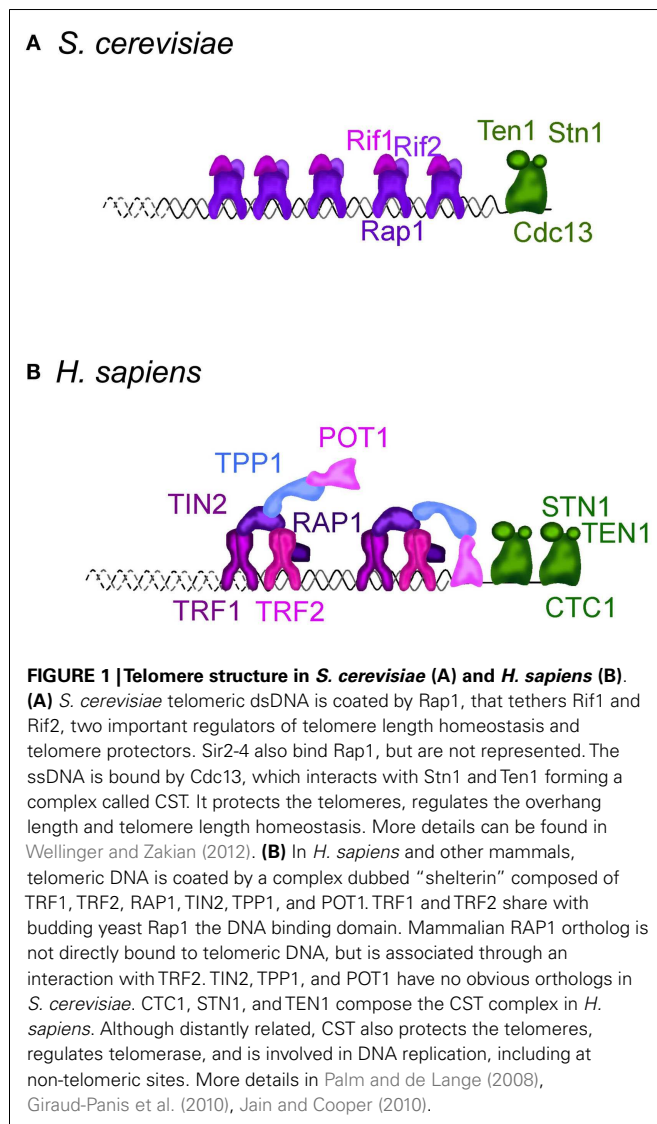 A S. cerevisiae
Ten1 Stn1
Rif1 Rif2
Rap1
Cdc13
B H. sapiens
POT1
TPP1
TIN2
RAP1
STN1
TEN1
TRF1 TRF2
CTC1
FIGURE 1 | Telomere structure in S. cerevisiae (A) and H. sapiens (B).
(A) S. cerevisiae telomeric dsDNA is coated by Rap1, that tethers Rif1 and
Rif2, two important regulators of telomere length homeostasis and
telomere protectors. Sir2-4 also bind Rap1, but are not represented. The
ssDNA is bound by Cdc13, which interacts with Stn1 and Ten1 forming a
complex called CST. It protects the telomeres, regulates the overhang
length and telomere length homeostasis. More details can be found in
Wellinger and Zakian (2012). (B) In H. sapiens and other mammals,
telomeric DNA is coated by a complex dubbed “shelterin” composed of
TRF1, TRF2, RAP1, TIN2, TPP1, and POT1. TRF1 and TRF2 share with
budding yeast Rap1 the DNA binding domain. Mammalian RAP1 ortholog is
not directly bound to telomeric DNA, but is associated through an
interaction with TRF2. TIN2, TPP1, and POT1 have no obvious orthologs in
S. cerevisiae. CTC1, STN1, and TEN1 compose the CST complex in H.
sapiens. Although distantly related, CST also protects the telomeres,
regulates telomerase, and is involved in DNA replication, including at
non-telomeric sites. More details in Palm and de Lange (2008),
Giraud-Panis et al. (2010), Jain and Cooper (2010).